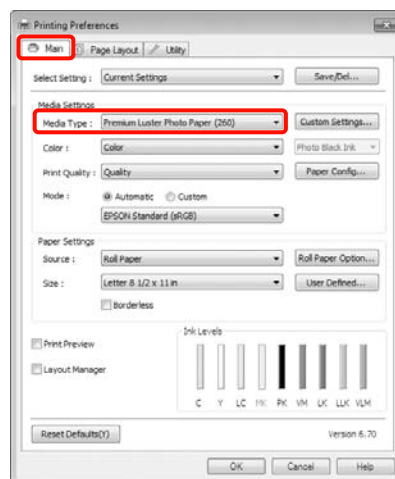 Printing Preferences
Main Page Layout Utility
Select Setting : Current Settings Save/Del...
Media Settings
Media Type : Premium Luster Photo Paper (260) Custom Settings...
Color : Color Photo Black Ink
Print Quality : Quality Paper Config...
Mode : Automatic Custom
EPSON Standard (sRGB)
Paper Settings
Source : Roll Paper Roll Paper Option...
Size : Letter 8 1/2 x 11 in User Defined...
Borderless
Ink Levels
Print Preview
Layout Manager
C Y LC MK PK VM LK LLK VLM
Reset Defaults(Y) Version 6.70
OK Cancel Help